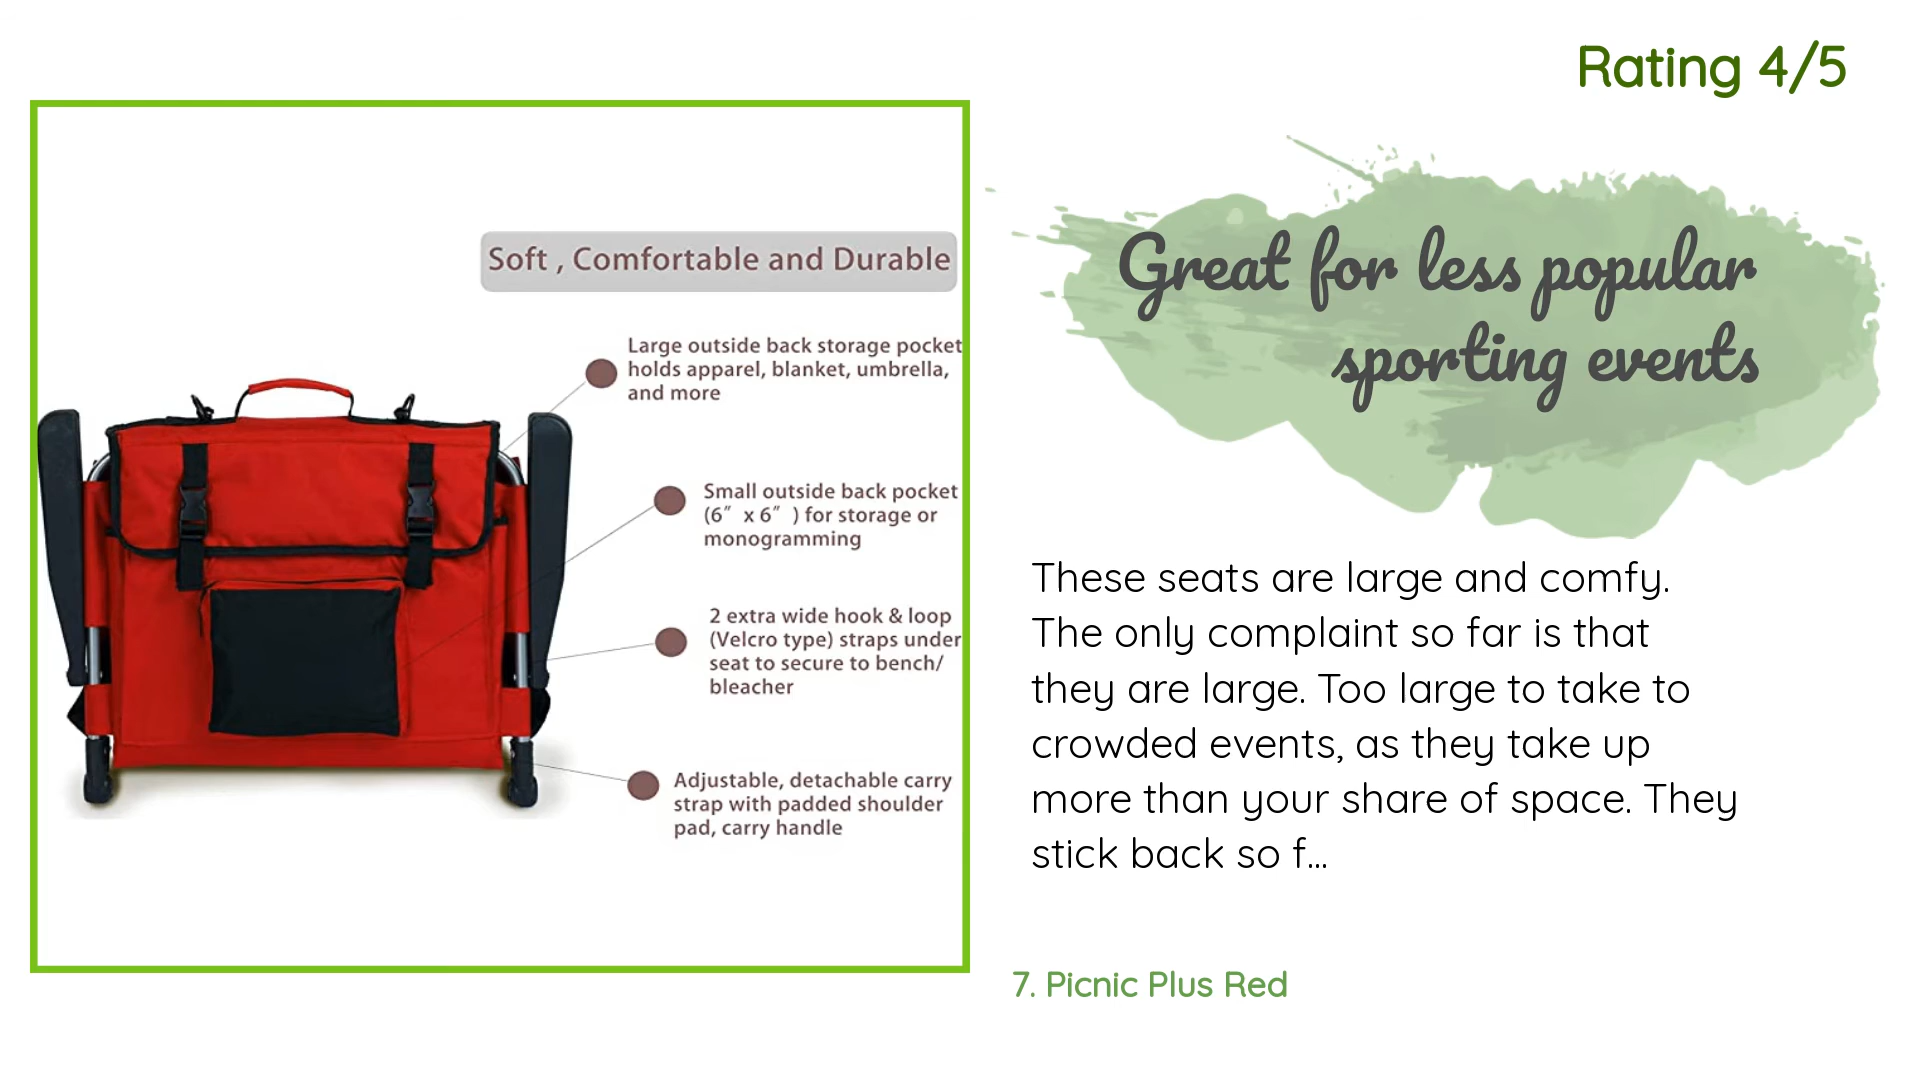 Rating 4/5
Soft , Comfortable and Durable
Large outside back storage pocket
holds apparel, blanket, umbrella,
and more
Small outside back pocket
(6″ x 6″ ) for storage or
monogramming
2 extra wide hook & loop
(Velcro type) straps under
seat to secure to bench/
bleacher
Adjustable, detachable carry
strap with padded shoulder
pad, carry handle
Great for less popular
sporting events
These seats are large and comfy.
The only complaint so far is that
they are large. Too large to take to
crowded events, as they take up
more than your share of space. They
stick back so f...
7. Picnic Plus Red